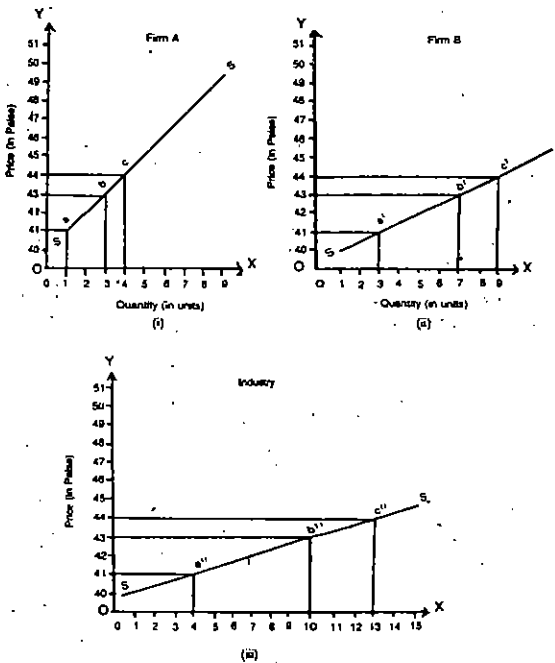 Y
Firm A
51
50
49
48
47
46
45
44
43
42
41
40
O
Price (in Paise)
S
a
b
c
S
X
0 1 2 3 4 5 6 7 8 9
Quantity (in units)
(i)
Y
Firm B
51
50
49
48
47
46
45
44
43
42
41
40
O
Price (in Paise)
S
a'
b'
c'
X
O 1 2 3 4 5 6 7 8 9
Quantity (in units)
(ii)
Y
Industry
51
50
49
48
47
46
45
44
43
42
41
40
O
Price (in Paise)
S
a"
b"
c"
S
X
0 1 2 3 4 5 6 7 8 9 10 11 12 13 14 15
(iii)